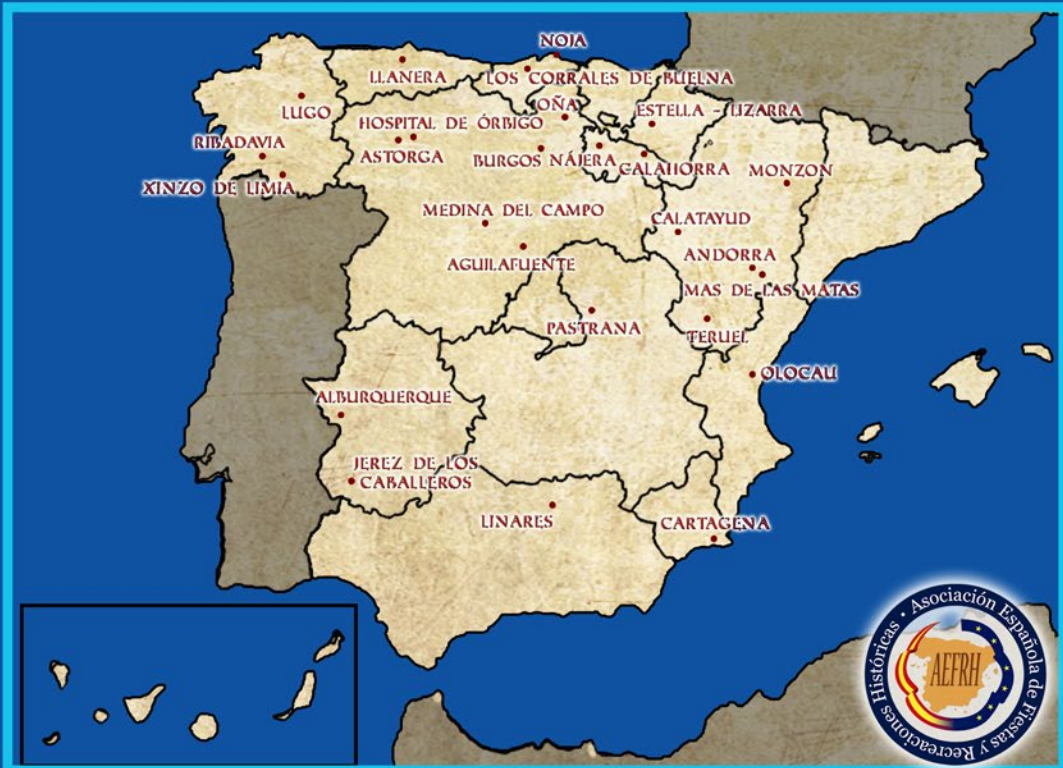 NOJA
LLANERA
LOS CORRALES DE BUELNA
LUGO
OÑA
ESTELLA - LIZARRA
HOSPITAL DE ÓRBIGO
RIBADAVIA
ASTORGA
BURGOS
NÁJERA
CALAHORRA
MONZON
XINZO DE LIMIA
MEDINA DEL CAMPO
CALATAYUD
AGUILAFUENTE
ANDORRA
MAS DE LAS MATAS
PASTRANA
TERUEL
OLOCAU
ALBURQUERQUE
JEREZ DE LOS
CABALLEROS
LINARES
CARTAGENA
Asociación Española de Fiestas y Recreaciones Históricas ·
AEFRH